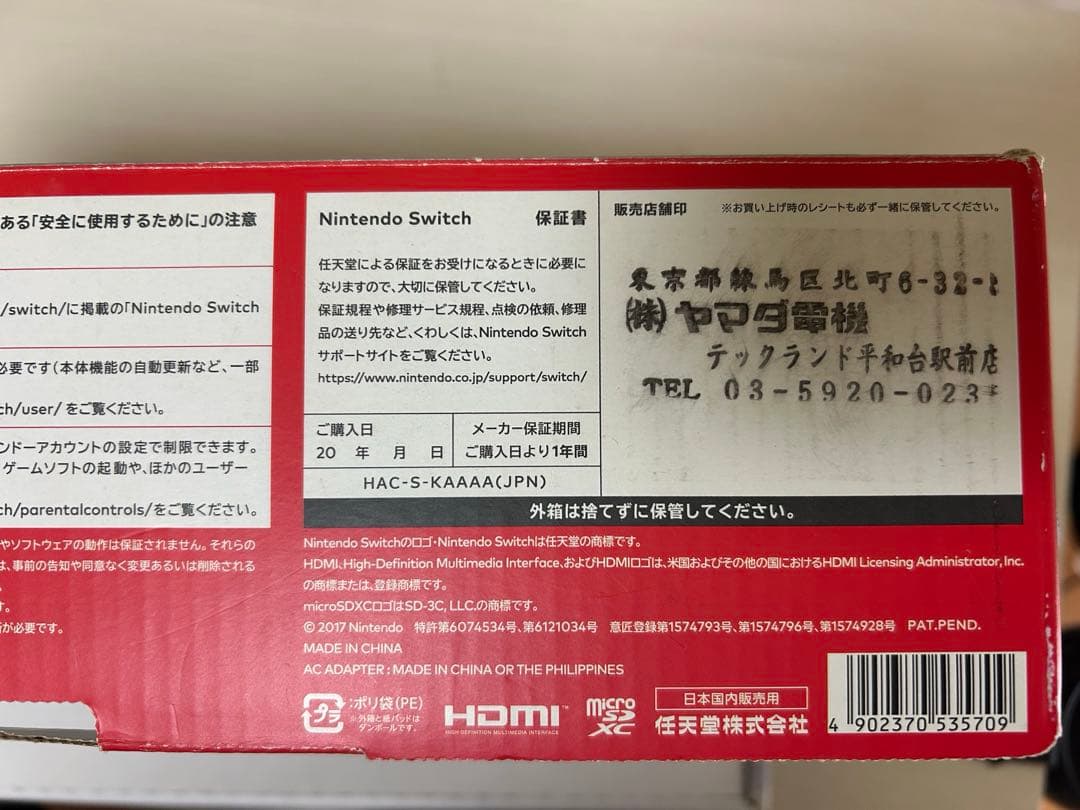 ある「安全に使用するために」の注意
/switch/に掲載の「Nintendo Switch
必要です(本体機能の自動更新など、一部
ch/user/ をご覧ください。
ンドーアカウントの設定で制限できます。
ゲームソフトの起動や、ほかのユーザー
ch/parentalcontrols/をご覧ください。
やソフトウェアの動作は保証されません。それらの
は、事前の告知や同意なく変更あるいは削除される
す。
が必要です。
Nintendo Switch 保証書
任天堂による保証をお受けになるときに必要に
なりますので、大切に保管してください。
保証規程や修理サービス規程、点検の依頼、修理
品の送り先など、くわしくは、Nintendo Switch
サポートサイトをご覧ください。
https://www.nintendo.co.jp/support/switch/
ご購入日
20 年 月 日
メーカー保証期間
ご購入日より1年間
HAC-S-KAAAA(JPN)
販売店舗印 ※お買い上げ時のレシートも必ず一緒に保管してください。
東京都練馬区北町6-32-
(株)ヤマダ電機
テックランド平和台駅前店
TEL 03-5920-023
外箱は捨てずに保管してください。
Nintendo Switchのロゴ・Nintendo Switchは任天堂の商標です。
HDMI、High-Definition Multimedia Interface、およびHDMIロゴは、米国およびその他の国におけるHDMI Licensing Administrator, Inc.
の商標または、登録商標です。
microSDXCロゴはSD-3C, LLC.の商標です。
© 2017 Nintendo 特許第6074534号、第6121034号 意匠登録第1574793号、第1574796号、第1574928号 PAT.PEND.
MADE IN CHINA
AC ADAPTER : MADE IN CHINA OR THE PHILIPPINES
プラ
:ポリ袋(PE)
※外箱と紙パッドは
ダンボールです。
HDMI™
HIGH-DEFINITION MULTIMEDIA INTERFACE
micro
SD
XC
日本国内販売用
任天堂株式会社
4 902370 535709